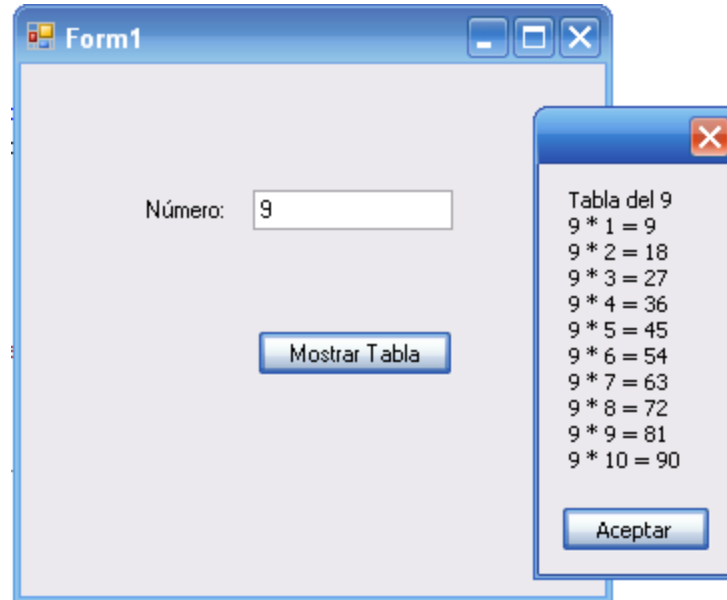 Form1
Número:
9
Mostrar Tabla
Tabla del 9
9 * 1 = 9
9 * 2 = 18
9 * 3 = 27
9 * 4 = 36
9 * 5 = 45
9 * 6 = 54
9 * 7 = 63
9 * 8 = 72
9 * 9 = 81
9 * 10 = 90
Aceptar